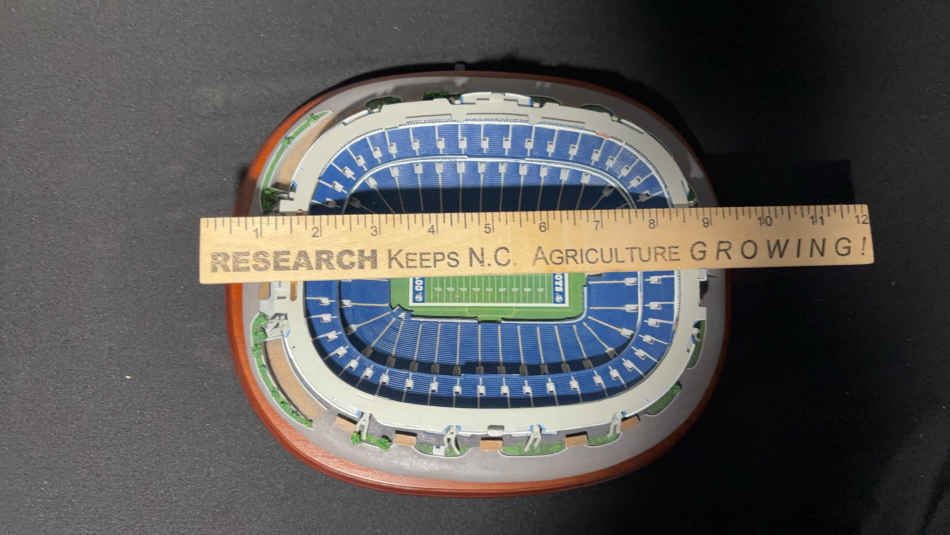 1 2 3 4 5 6 7 8 9 10 11 12
RESEARCH KEEPS N.C. AGRICULTURE GROWING!